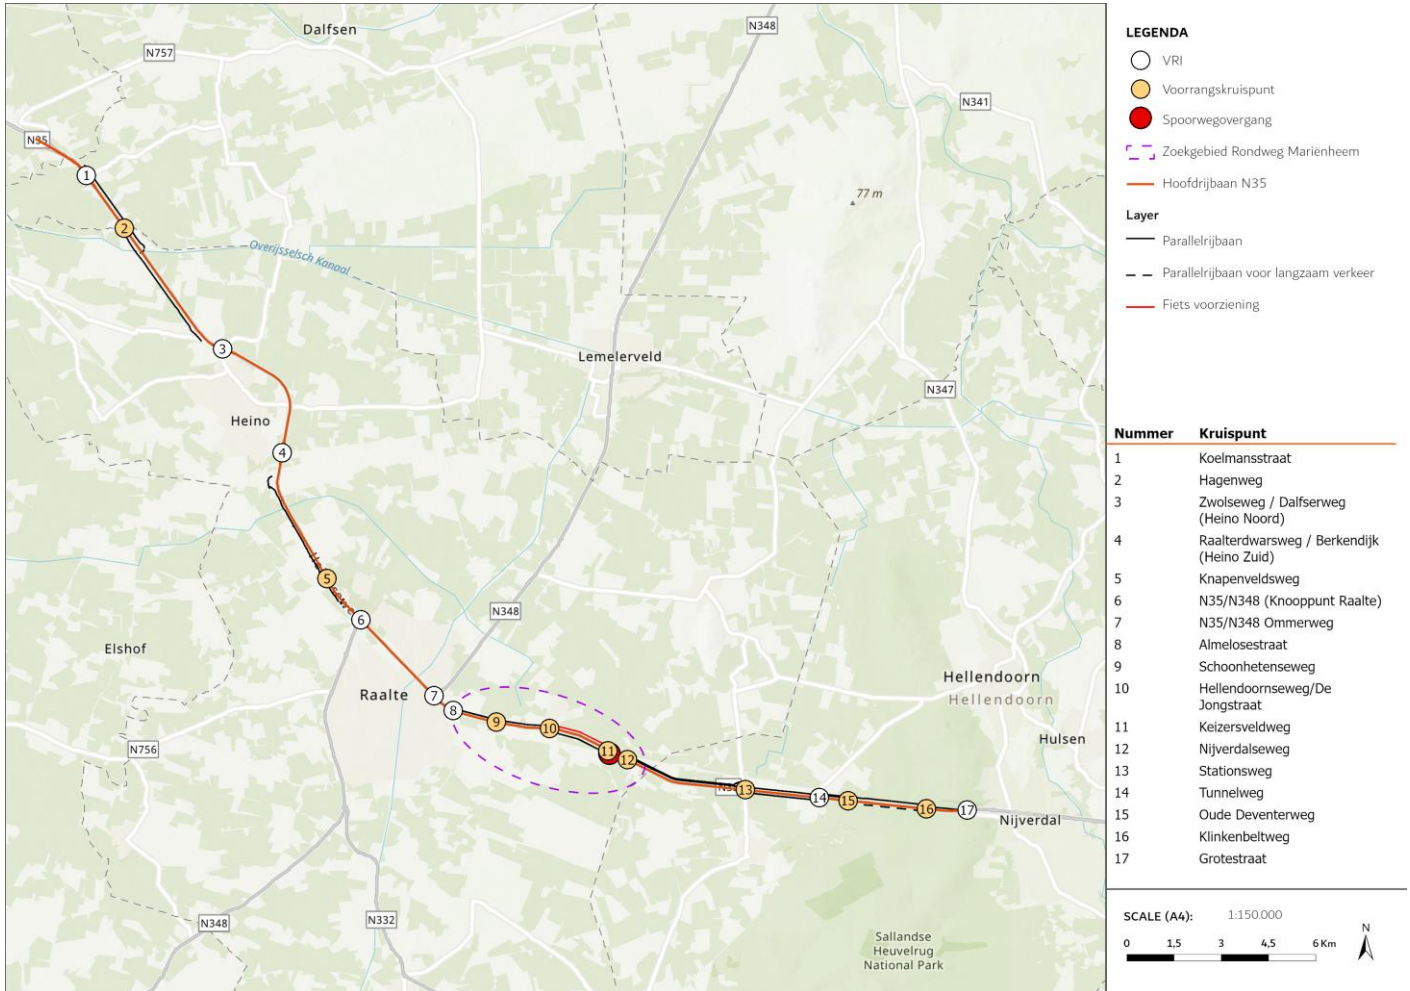 Dalfsen
N348
N757
N341
N35
1
77 m
2
Overijsselsch Kanaal
3
Lemelerveld
N347
Heino
4
5
N348
6
Elshof
Hellendoorn
Hellendoorn
Raalte
7
8
9
10
Hulsen
N756
11
12
13
14
15
16
17
Nijverdal
N348
N332
Sallandse
Heuvelrug
National Park
LEGENDA
VRI
Voorrangskruispunt
Spoorwegovergang
Zoekgebied Rondweg Mariënheem
Hoofdrijbaan N35
Layer
Parallelrijbaan
Parallelrijbaan voor langzaam verkeer
Fiets voorziening
Nummer Kruispunt
1 Koelmansstraat
2 Hagenweg
3 Zwolseweg / Dalfserweg
(Heino Noord)
4 Raalterdwarsweg / Berkendijk
(Heino Zuid)
5 Knapenveldsweg
6 N35/N348 (Knooppunt Raalte)
7 N35/N348 Ommerweg
8 Almelosestraat
9 Schoonhetenseweg
10 Hellendoornseweg/De
Jongstraat
11 Keizersveldweg
12 Nijverdalseweg
13 Stationsweg
14 Tunnelweg
15 Oude Deventerweg
16 Klinkenbeltweg
17 Grotestraat
SCALE (A4): 1:150.000
N
0 1,5 3 4,5 6 Km